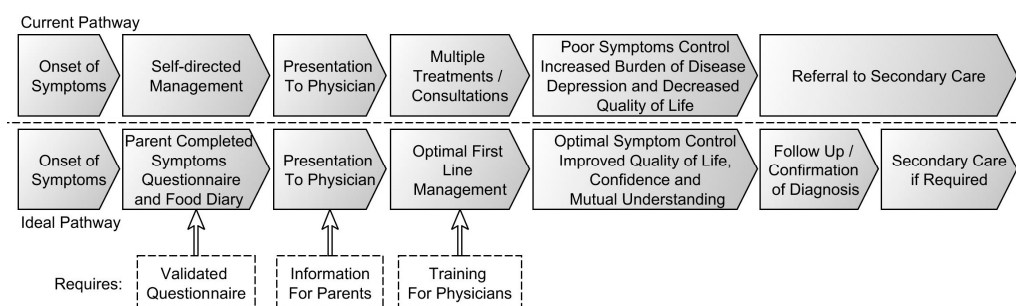 Current Pathway
Onset of
Symptoms
Self-directed
Management
Presentation
To Physician
Multiple
Treatments /
Consultations
Poor Symptoms Control
Increased Burden of Disease
Depression and Decreased
Quality of Life
Referral to Secondary Care
Onset of
Symptoms
Parent Completed
Symptoms
Questionnaire
and Food Diary
Presentation
To Physician
Optimal First
Line
Management
Optimal Symptom Control
Improved Quality of Life,
Confidence and
Mutual Understanding
Follow Up /
Confirmation
of Diagnosis
Secondary Care
if Required
Ideal Pathway
Requires:
Validated
Questionnaire
Information
For Parents
Training
For Physicians